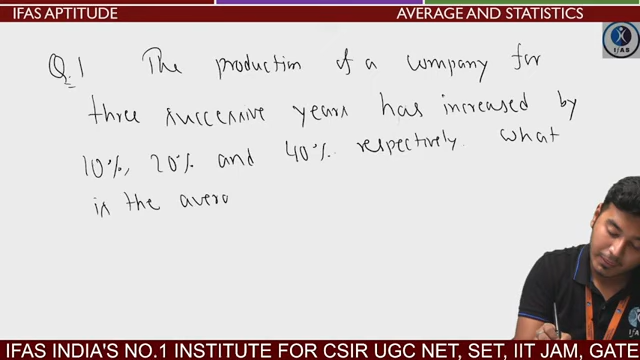 IFAS APTITUDE
AVERAGE AND STATISTICS
IFAS
Q.1 The production of a company for
three successive years has increased by
10%, 20% and 40% respectively. What
is the avera
IFAS INDIA'S NO.1 INSTITUTE FOR CSIR UGC NET, SET, IIT JAM, GATE